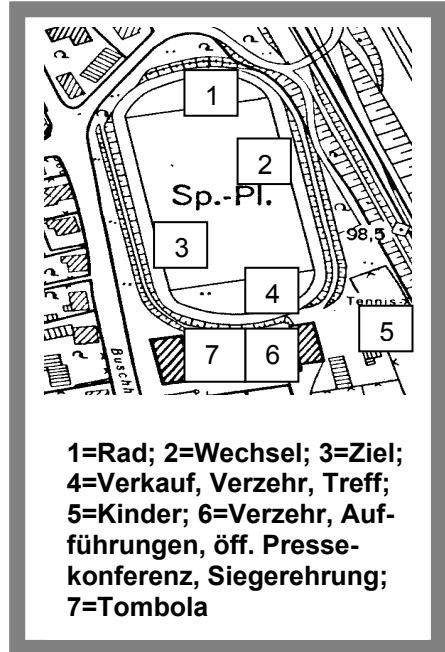 1
2
Sp.-Pl.
98,5
3
4
Tennis-
5
7
6
Buschh
1=Rad; 2=Wechsel; 3=Ziel;
4=Verkauf, Verzehr, Treff;
5=Kinder; 6=Verzehr, Auf-
führungen, öff. Presse-
konferenz, Siegerehrung;
7=Tombola